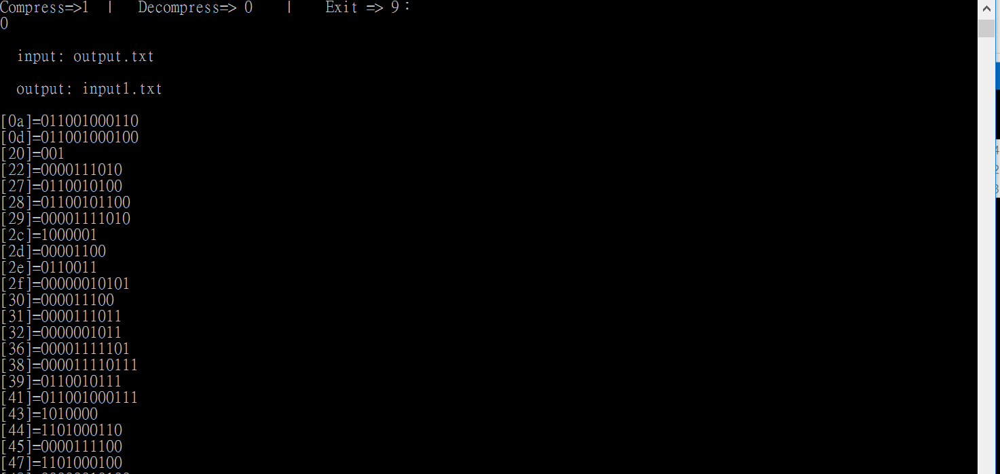 Compress=>1 | Decompress=> 0 | Exit => 9：
0
input: output.txt
output: input1.txt
[0a]=011001000110
[0d]=011001000100
[20]=001
[22]=0000111010
[27]=0110010100
[28]=01100101100
[29]=00001111010
[2c]=1000001
[2d]=00001100
[2e]=0110011
[2f]=00000010101
[30]=000011100
[31]=0000111011
[32]=0000001011
[36]=00001111101
[38]=000011110111
[39]=0110010111
[41]=011001000111
[43]=1010000
[44]=1101000110
[45]=0000111100
[47]=1101000100